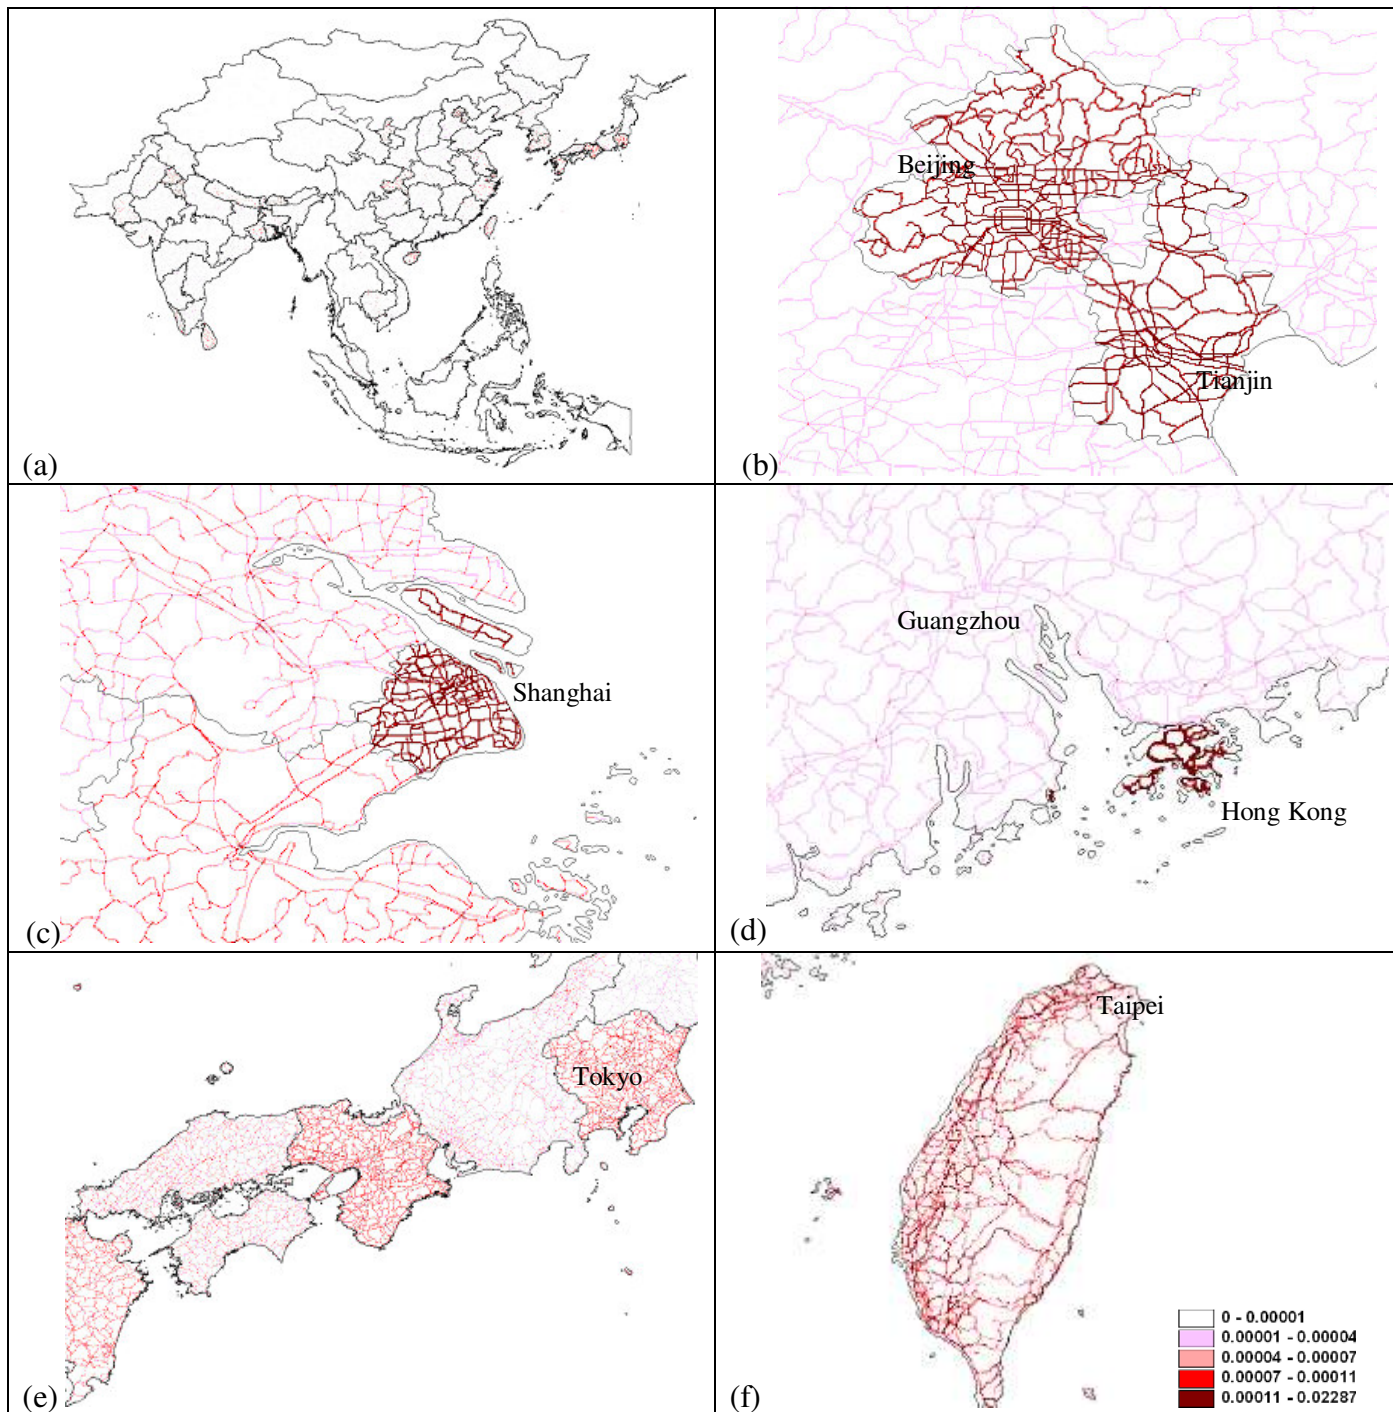 (a)
Beijing
Tianjin
(b)
Shanghai
(c)
Guangzhou
Hong Kong
(d)
Tokyo
(e)
Taipei
(f)
0 - 0.00001
0.00001 - 0.00004
0.00004 - 0.00007
0.00007 - 0.00011
0.00011 - 0.02287